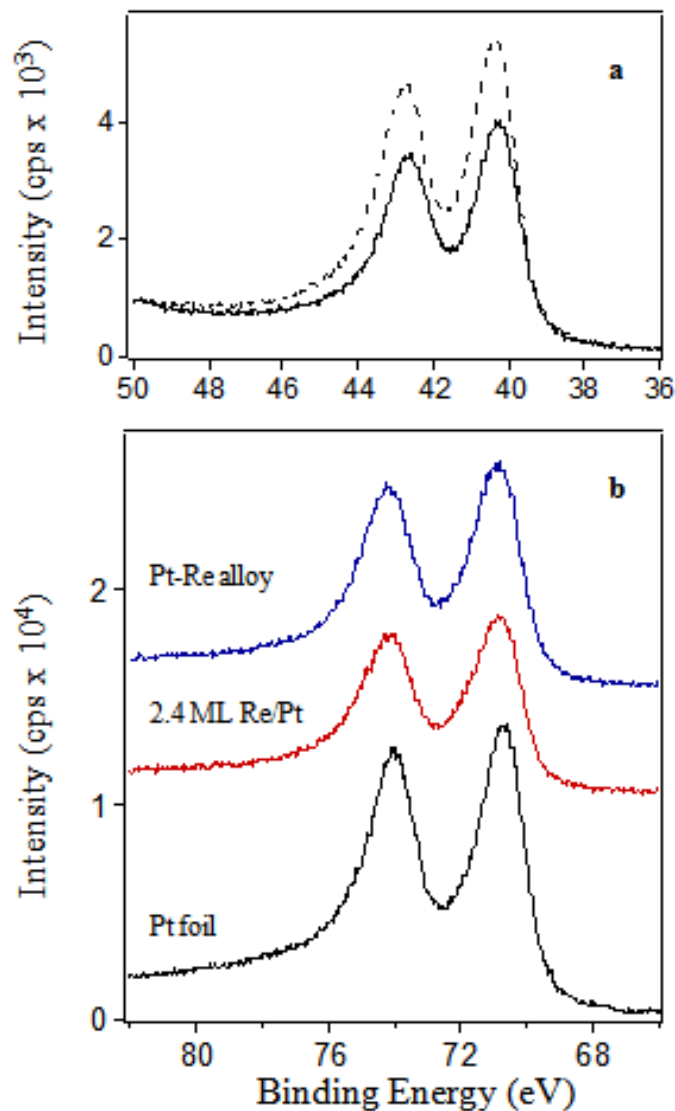 Intensity (cps x 10³)
a
4
2
0
50 48 46 44 42 40 38 36
Intensity (cps x 10⁴)
b
Pt-Re alloy
2
2.4 ML Re/Pt
1
Pt foil
0
80 76 72 68
Binding Energy (eV)